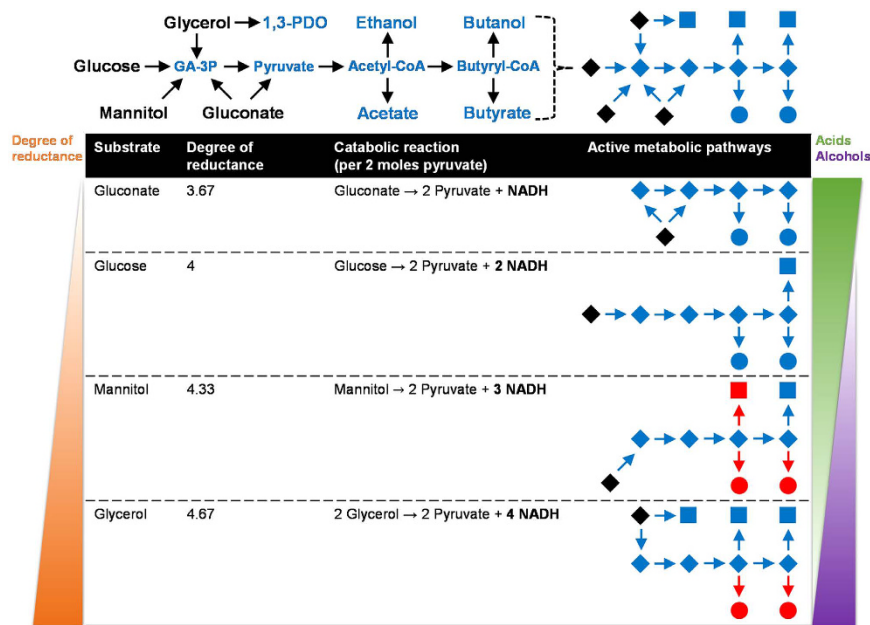 Glycerol 1,3-PDO Ethanol Butanol
Glucose GA-3P Pyruvate Acetyl-CoA Butyryl-CoA
Mannitol Gluconate Acetate Butyrate
Degree of
reductance
Acids
Alcohols
Substrate Degree of Catabolic reaction Active metabolic pathways
reductance (per 2 moles pyruvate)
Gluconate 3.67 Gluconate → 2 Pyruvate + NADH
Glucose 4 Glucose → 2 Pyruvate + 2 NADH
Mannitol 4.33 Mannitol → 2 Pyruvate + 3 NADH
Glycerol 4.67 2 Glycerol → 2 Pyruvate + 4 NADH